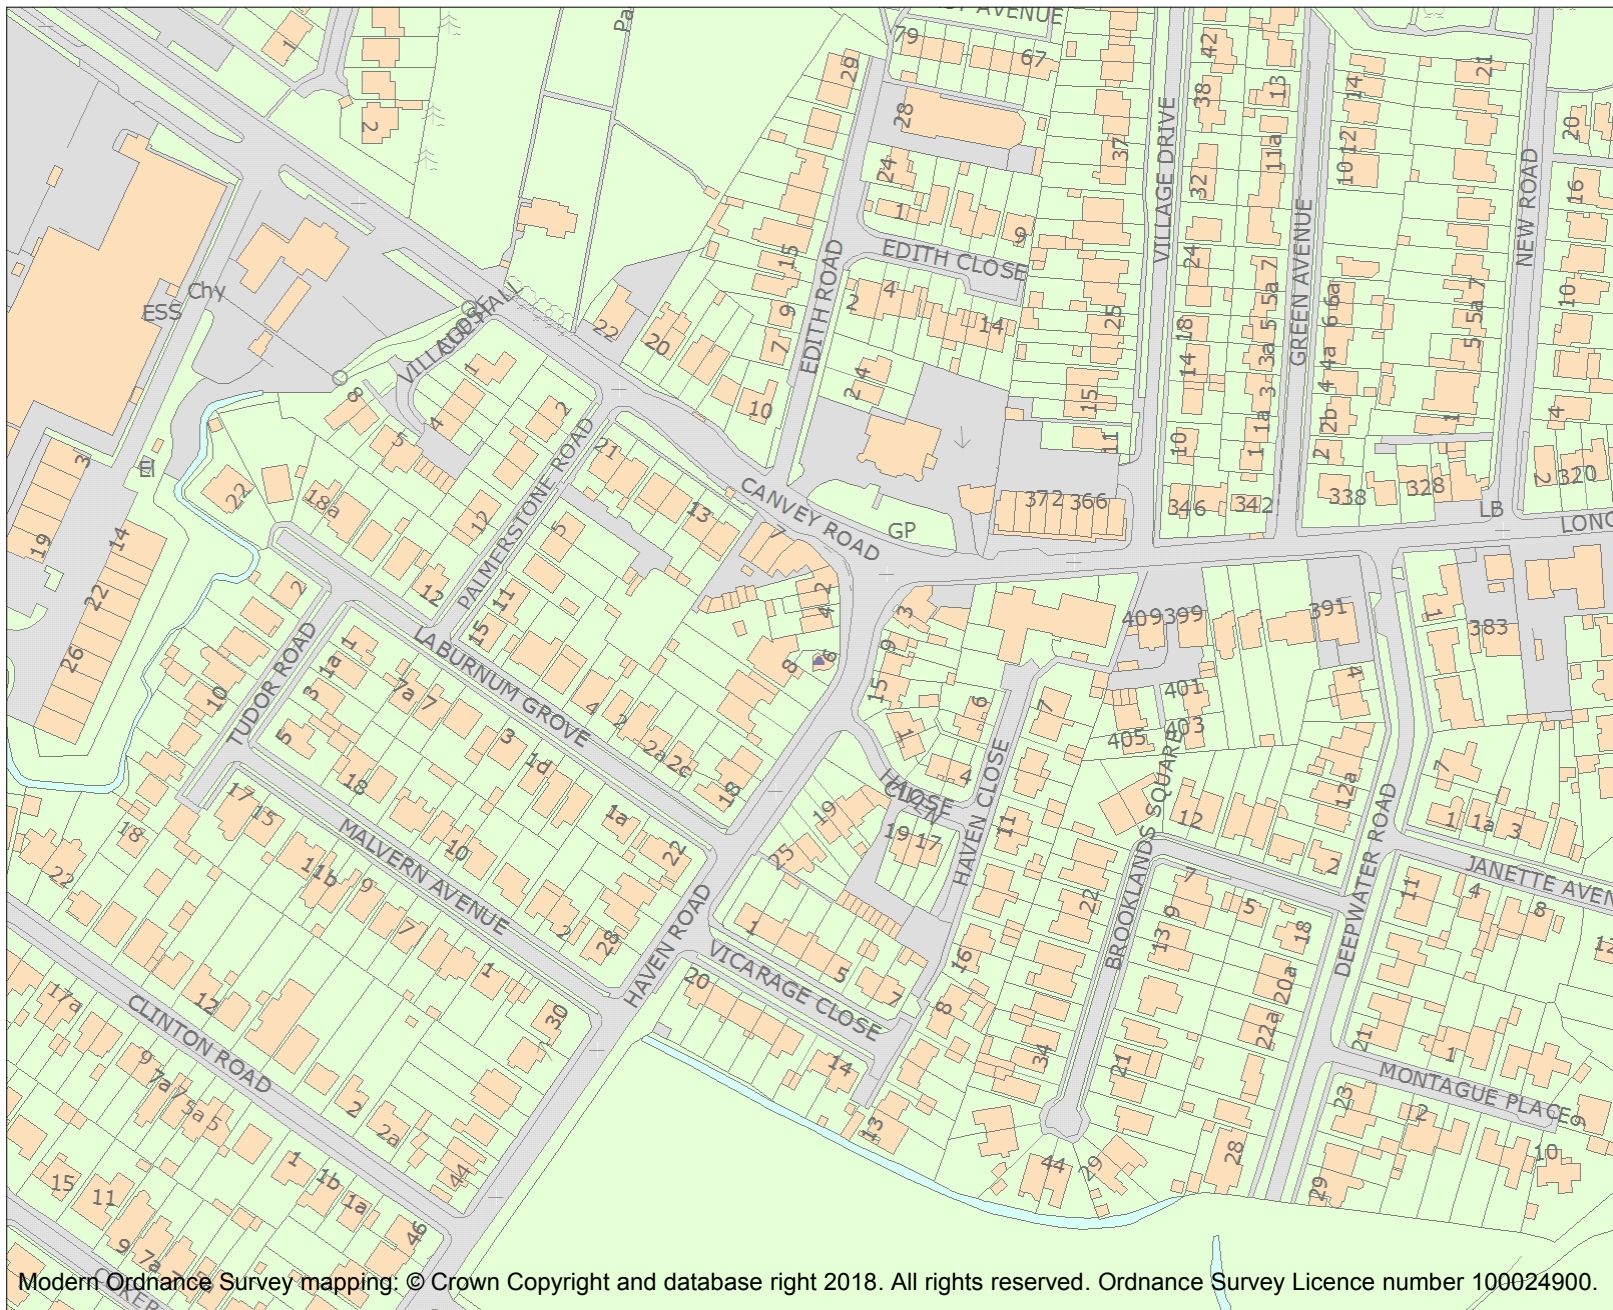 AVENUE
Pa
79
67
29
28
24
1
9
EDITH CLOSE
2 4
14
15
9
7
10
EDITH ROAD
2 4
42
38
37
32
24
25
18
14
15
11
10
VILLAGE DRIVE
13
11a
5a 7
3a 5
1a 3
1
GREEN AVENUE
14
10 12
6 6a
4 4a
2b
2
21
5 5a 7
1
NEW ROAD
20
16
10
4
2
320
1
2
Chy
ESS
El
3
19
14
22
26
VILLAGE HALL
22
20
1
4
8
5
2
22
18a
12
12
PALMERSTONE ROAD
21
13
7
5
11
15
CANVEY ROAD
GP
372 366
346
342
338
328
LB
LONG
2
4
6
8
3
9
15
1
6
4
7
11
409 399
401
403
405
391
383
1
4
7
2
10
TUDOR ROAD
1
1a
3
5
7a 7
3
1d
1a
22
LABURNUM GROVE
4
2
2a 2c
18
18
10
2
28
17 15
11b
9
7
1
30
MALVERN AVENUE
18
22
17a
12
CLINTON ROAD
9
7a 7
5a 5
2
2a
44
1
1b
1a
46
15
11
9
7a
7
HAVEN ROAD
19
25
19 17
CLOSE
HAVEN CLOSE
1
5
7
VICARAGE CLOSE
20
14
13
16
8
BROOKLANDS SQUARE
12
12a
2
22
7
5
9
13
18
20a
22a
34
21
44
29
28
DEEPWATER ROAD
1 1a 3
JANETTE AVEN
11
4
8
12
21
1
MONTAGUE PLACE
23
2
9
10
29
Modern Ordnance Survey mapping: © Crown Copyright and database right 2018. All rights reserved. Ordnance Survey Licence number 100024900.